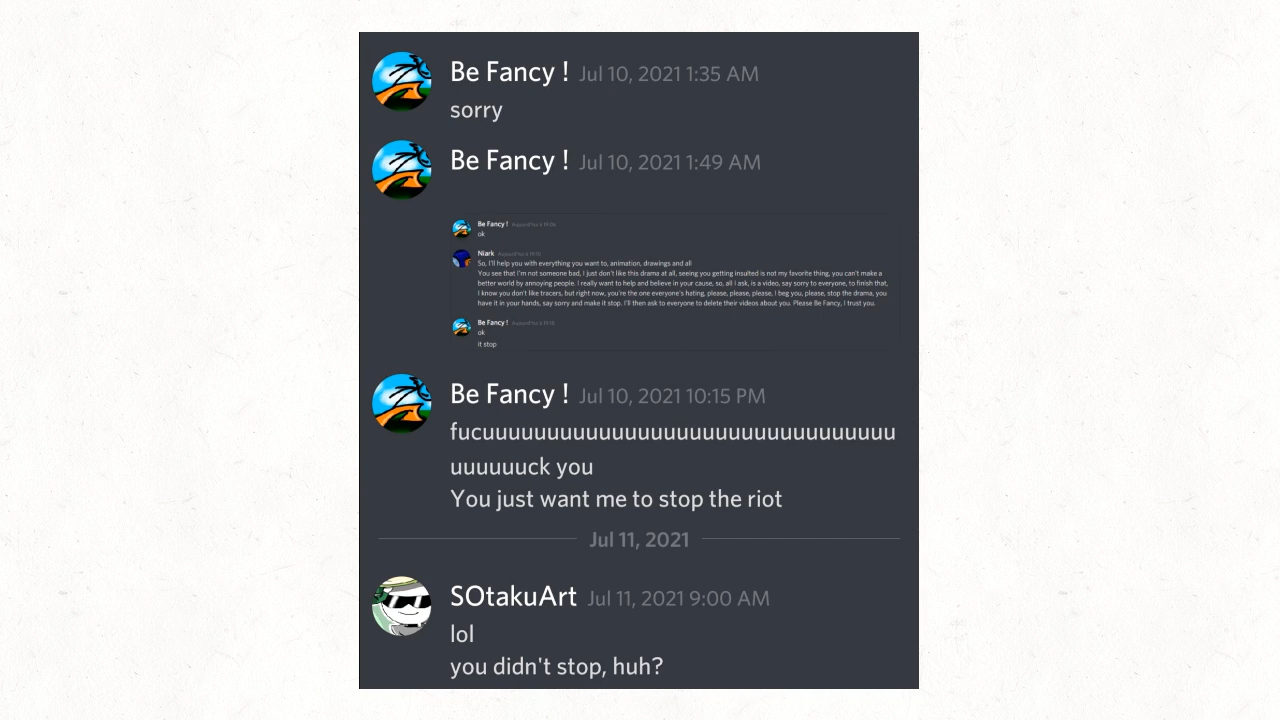 Be Fancy ! Jul 10, 2021 1:35 AM
sorry
Be Fancy ! Jul 10, 2021 1:49 AM
Be Fancy !
ok
Niark
So, I'll help you with everything you want to, animation, drawings and all
You see that i'm not someone bad, I just don't like this drama at all, seeing you getting insulted is not my favorite thing, you can't make a
better world by annoying people. I really want to help and believe in your cause, so, all i ask, is a video, say sorry to everyone, to finish that,
I know you don't like tracers, but right now, you're the one everyone's hating, please, please, please, I beg you, please, stop the drama, you
have it in your hands, say sorry and make it stop. I'll then ask to everyone to delete their videos about you. Please Be Fancy, I trust you.
Be Fancy !
ok
it stop
Be Fancy ! Jul 10, 2021 10:15 PM
fucuuuuuuuuuuuuuuuuuuuuuuuuuuuuuuuu
uuuuuuck you
You just want me to stop the riot
Jul 11, 2021
SOtakuArt Jul 11, 2021 9:00 AM
lol
you didn't stop, huh?